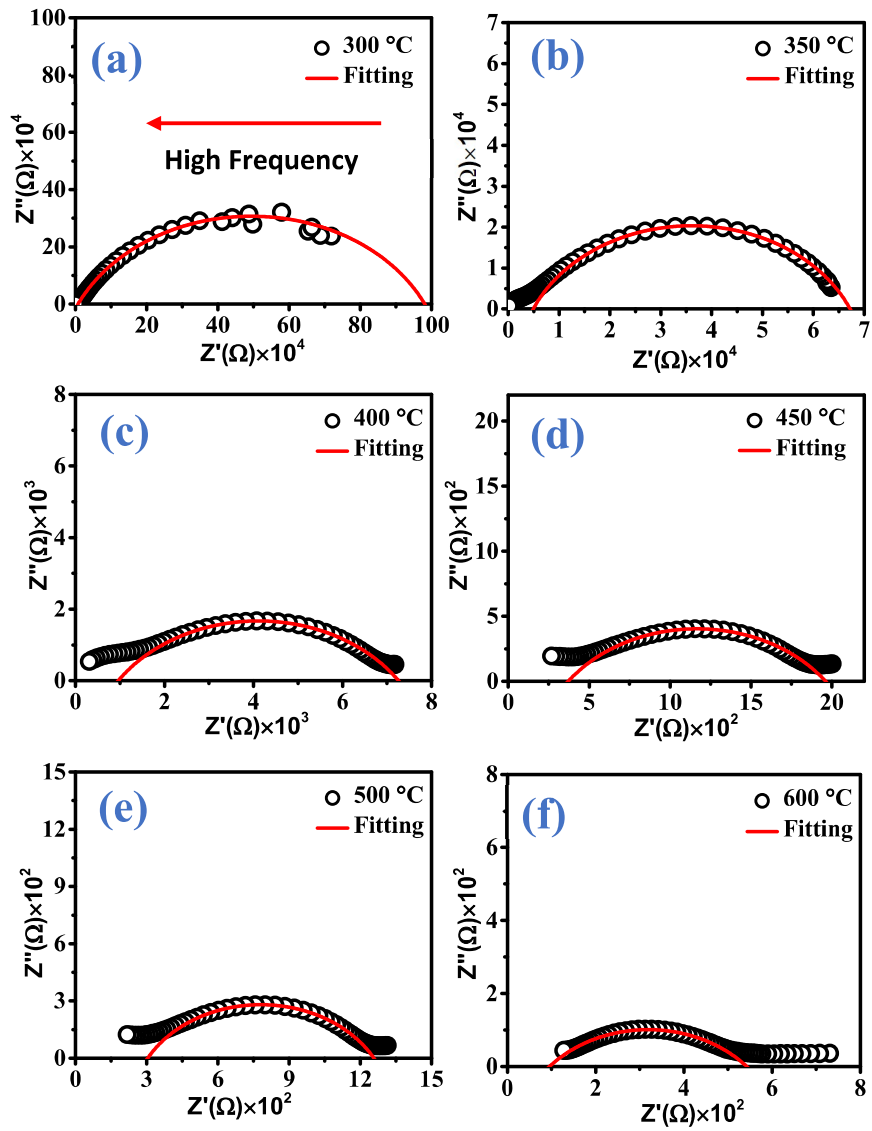 (a)
300 °C
Fitting
High Frequency
Z''(Ω)×10⁴
100
80
60
40
20
0
0 20 40 60 80 100
Z'(Ω)×10⁴
(b)
350 °C
Fitting
Z''(Ω)×10⁴
7
6
5
4
3
2
1
0
0 1 2 3 4 5 6 7
Z'(Ω)×10⁴
(c)
400 °C
Fitting
Z''(Ω)×10³
8
6
4
2
0
0 2 4 6 8
Z'(Ω)×10³
(d)
450 °C
Fitting
Z''(Ω)×10²
20
15
10
5
0
0 5 10 15 20
Z'(Ω)×10²
(e)
500 °C
Fitting
Z''(Ω)×10²
15
12
9
6
3
0
0 3 6 9 12 15
Z'(Ω)×10²
(f)
600 °C
Fitting
Z''(Ω)×10²
8
6
4
2
0
0 2 4 6 8
Z'(Ω)×10²